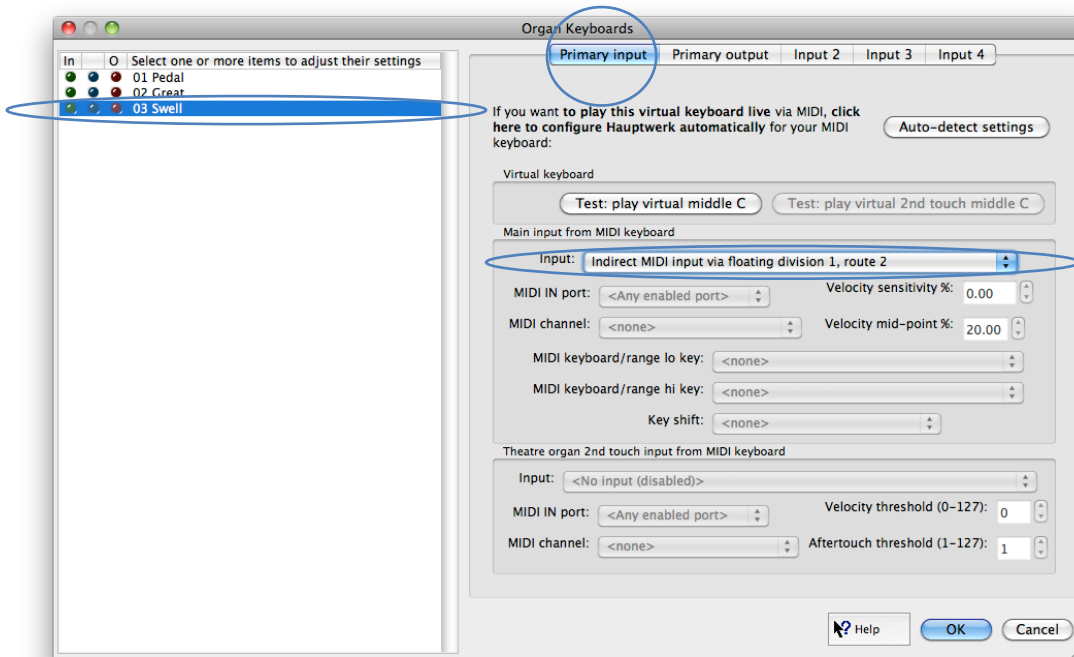 Organ Keyboards
In O Select one or more items to adjust their settings
01 Pedal
02 Great
03 Swell
Primary input Primary output Input 2 Input 3 Input 4
If you want to play this virtual keyboard live via MIDI, click
here to configure Hauptwerk automatically for your MIDI
keyboard:
Auto-detect settings
Virtual keyboard
Test: play virtual middle C Test: play virtual 2nd touch middle C
Main input from MIDI keyboard
Input: Indirect MIDI input via floating division 1, route 2
MIDI IN port: <Any enabled port> Velocity sensitivity %: 0.00
MIDI channel: <none> Velocity mid-point %: 20.00
MIDI keyboard/range lo key: <none>
MIDI keyboard/range hi key: <none>
Key shift: <none>
Theatre organ 2nd touch input from MIDI keyboard
Input: <No input (disabled)>
MIDI IN port: <Any enabled port> Velocity threshold (0-127): 0
MIDI channel: <none> Aftertouch threshold (1-127): 1
? Help OK Cancel